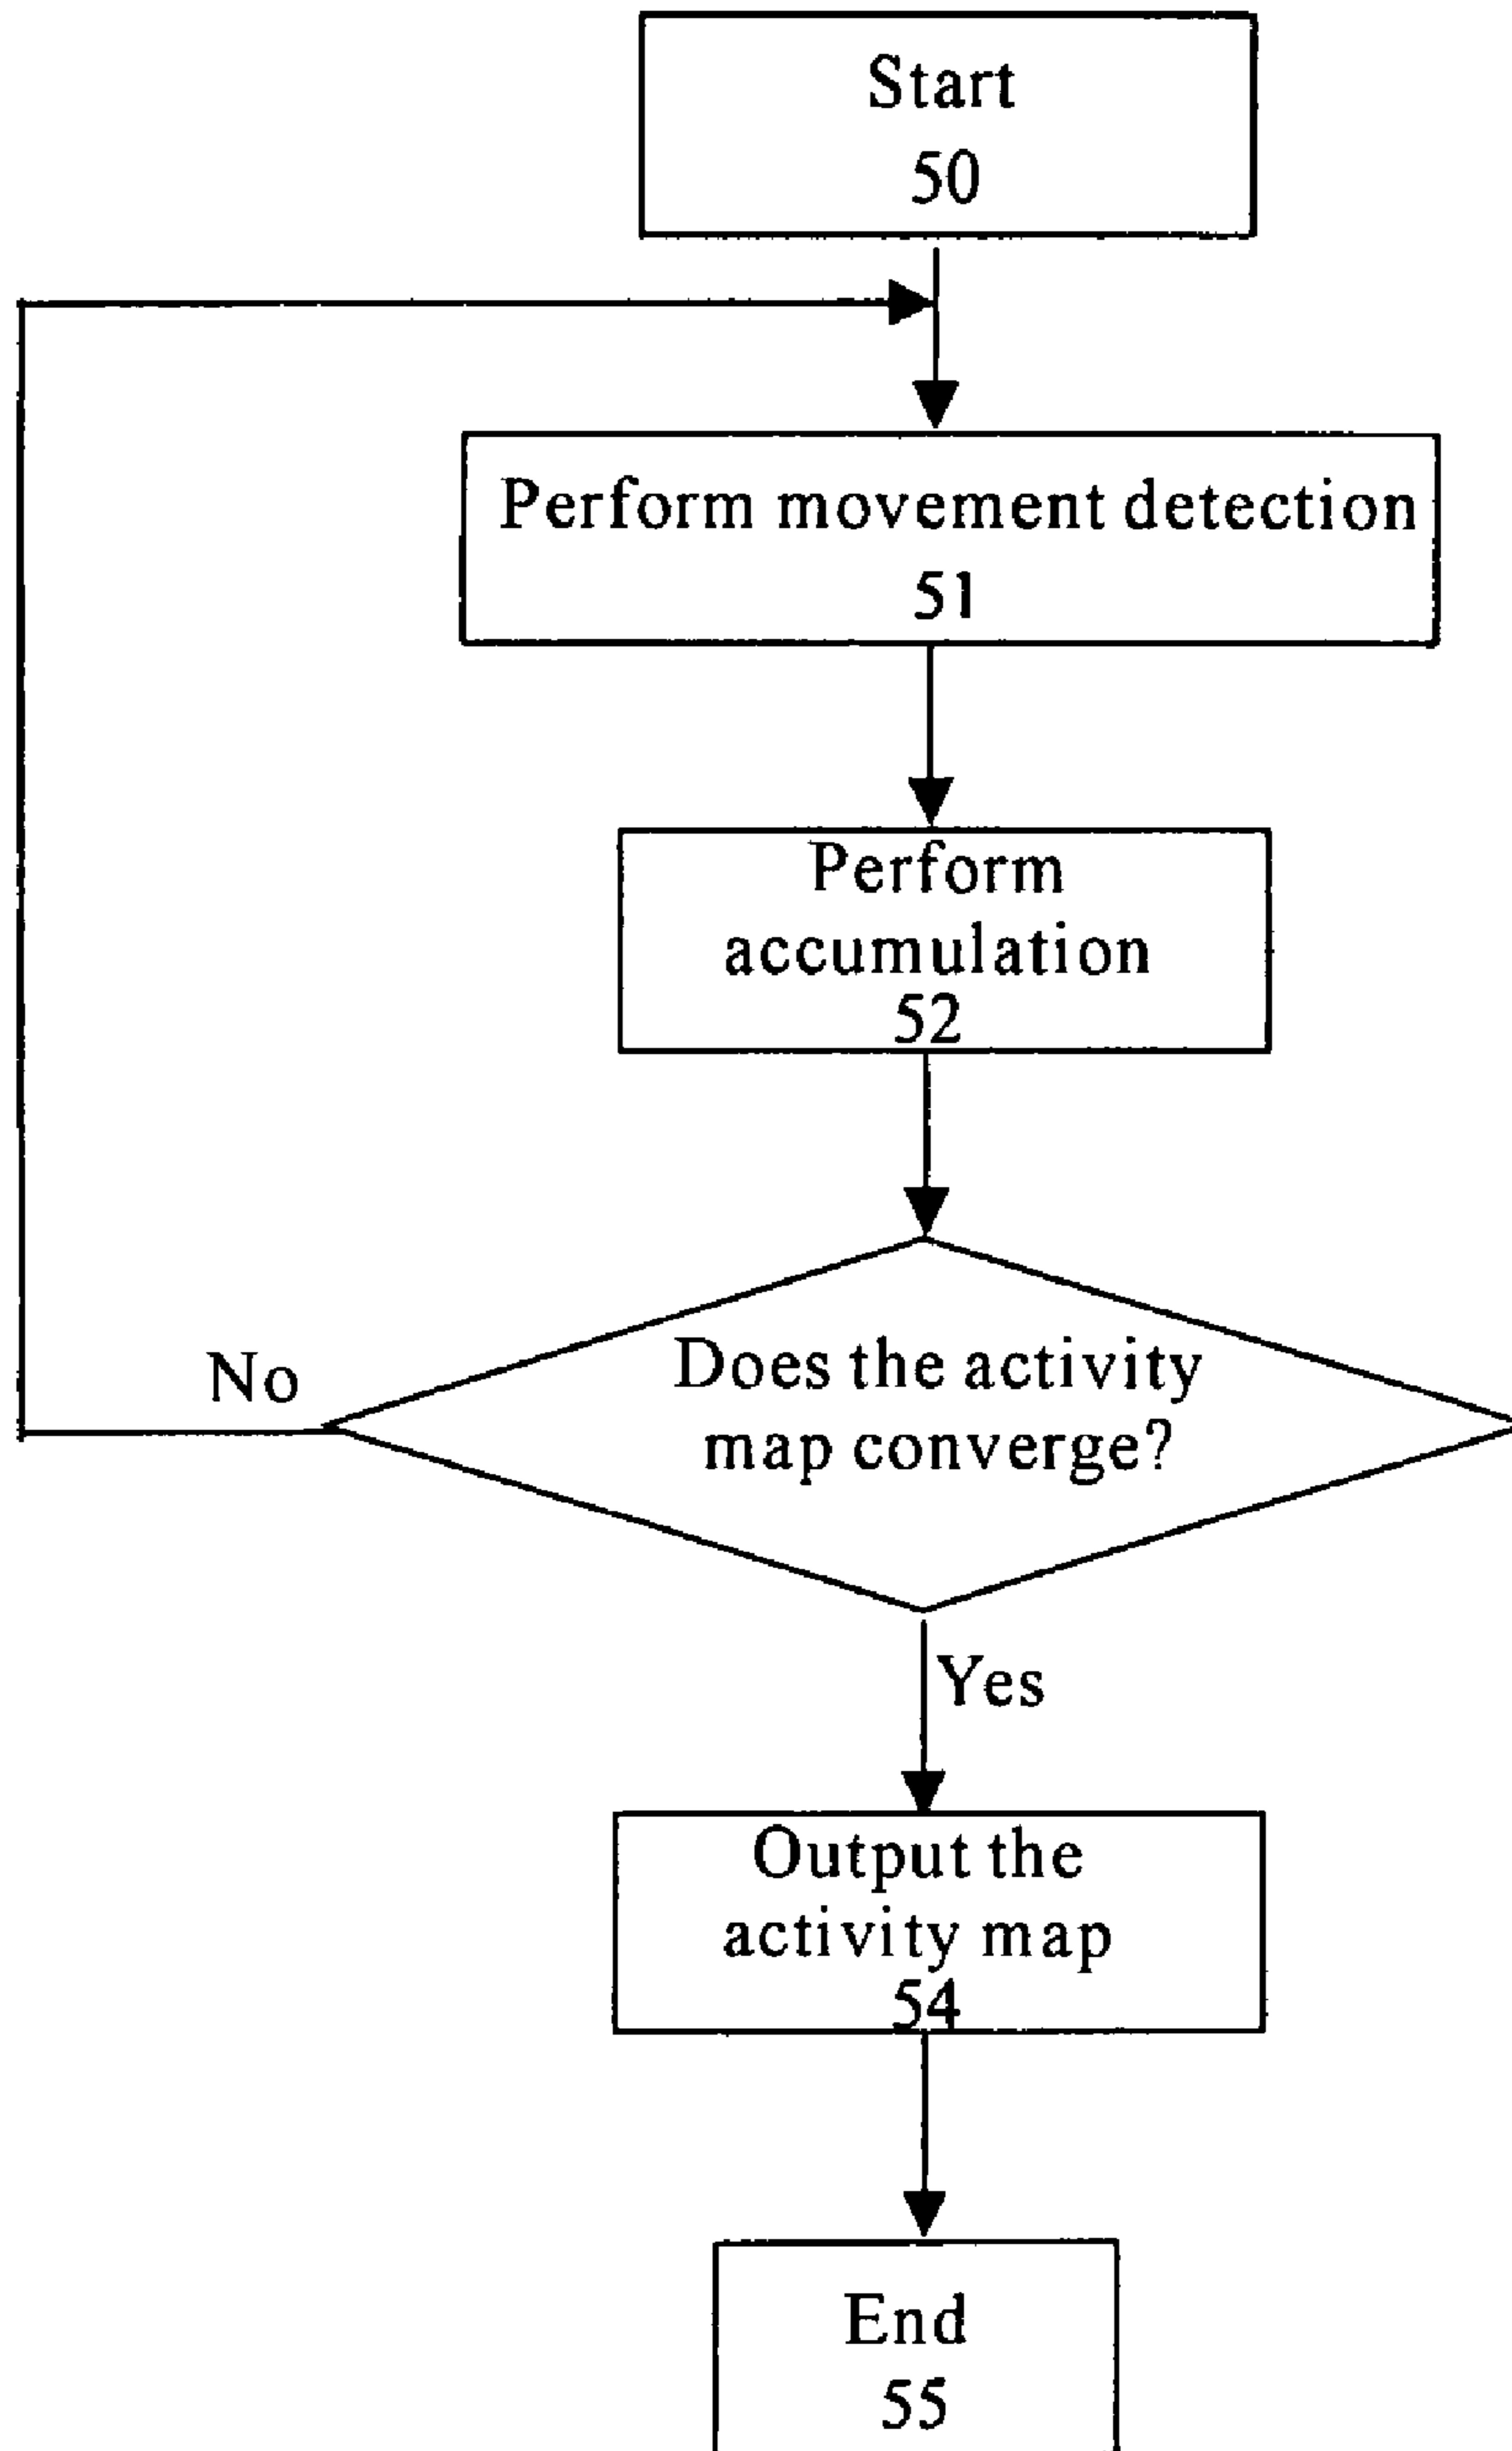 Start
50
Perform movement detection
51
Perform
accumulation
52
Does the activity
map converge?
No
Yes
Output the
activity map
54
End
55